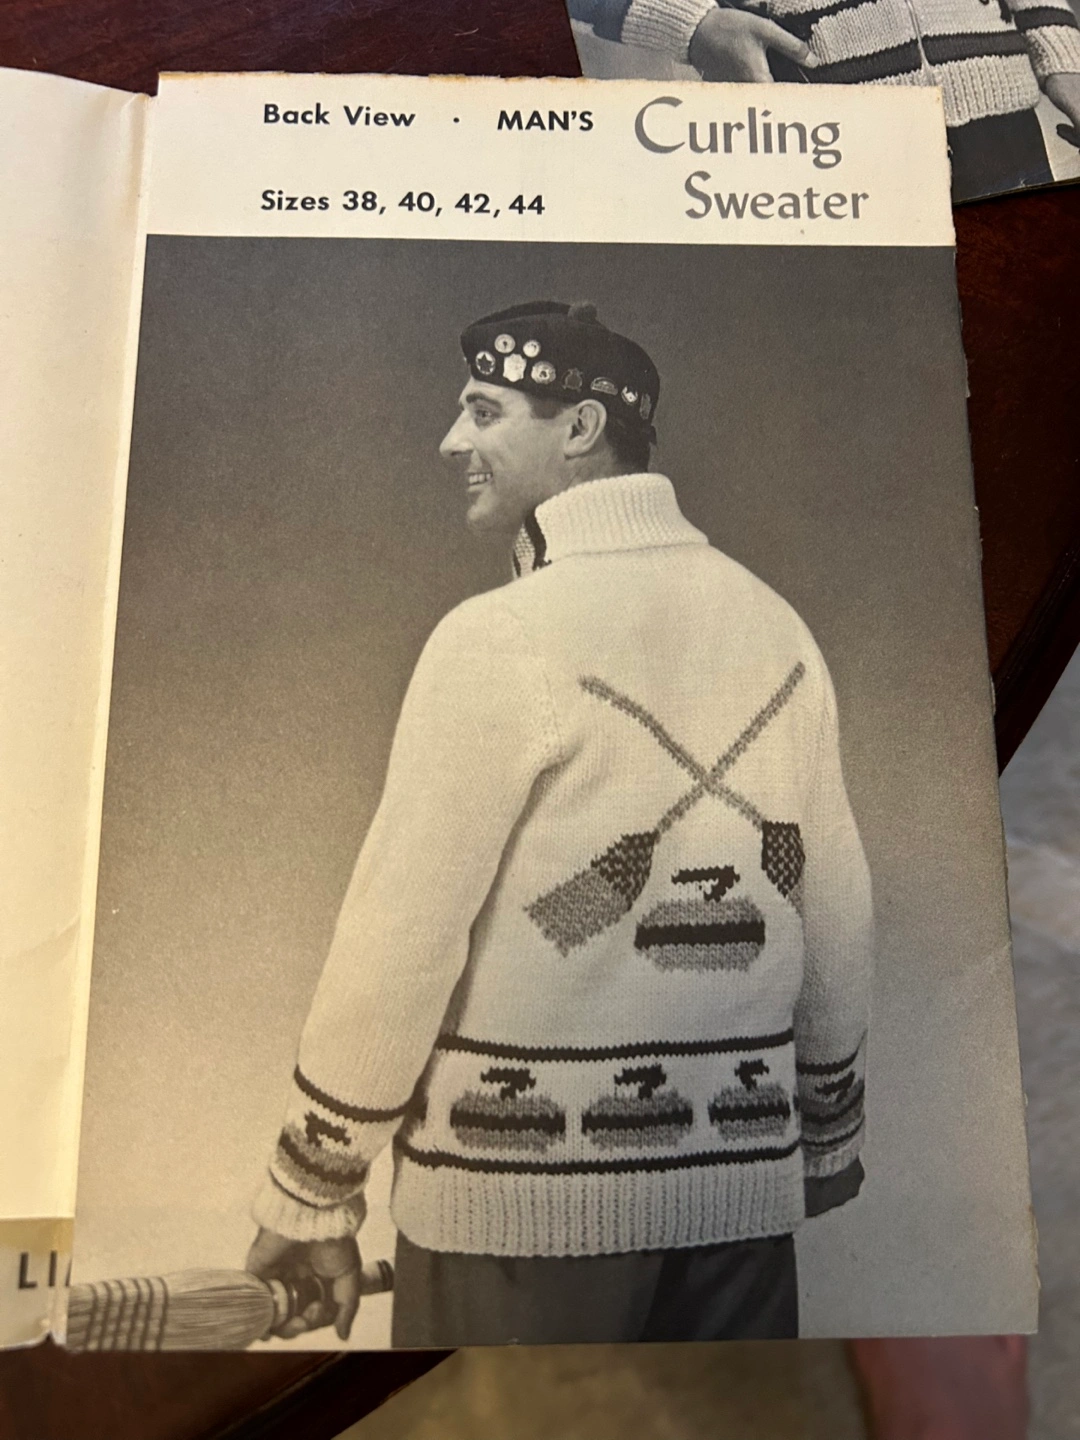 Back View · MAN'S Curling
Sizes 38, 40, 42, 44 Sweater